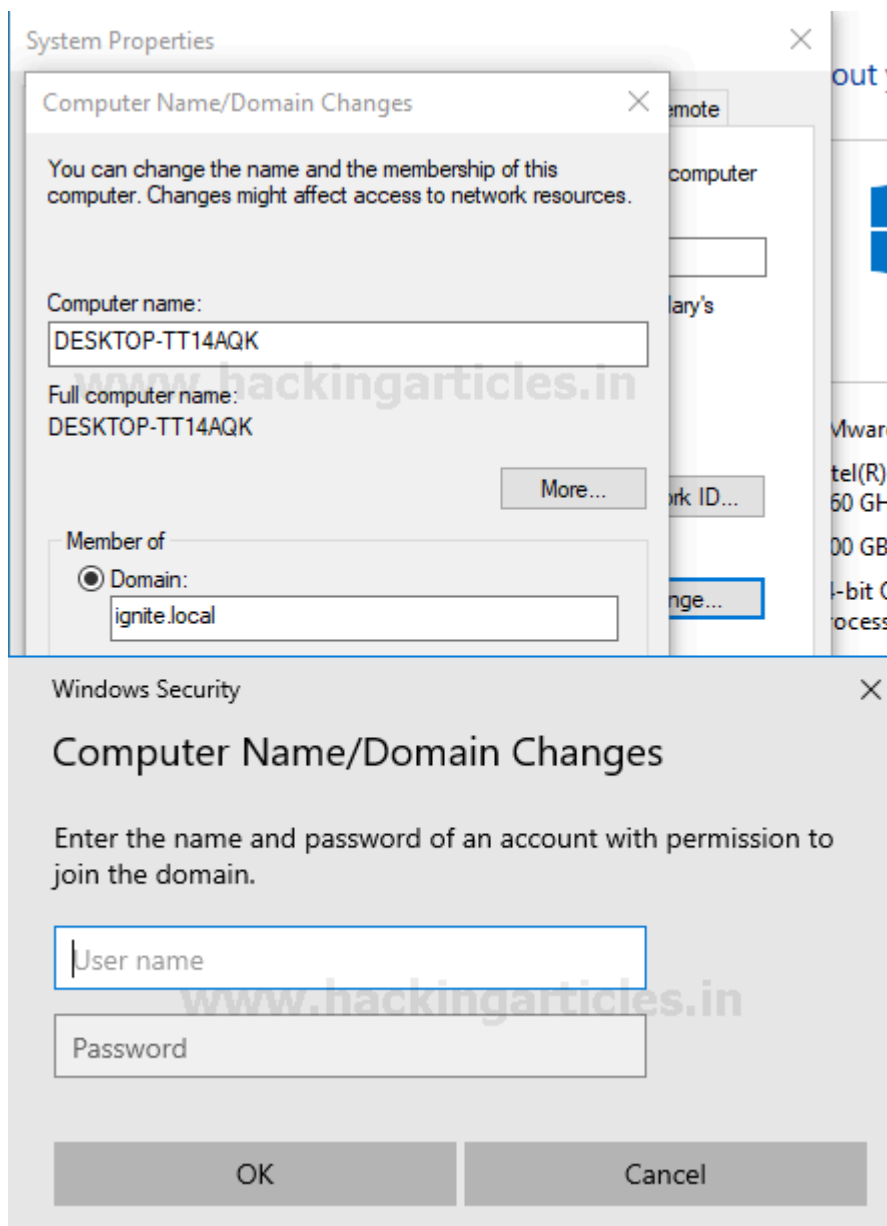 System Properties
out
Computer Name/Domain Changes
emote
You can change the name and the membership of this
computer. Changes might affect access to network resources.
computer
Computer name:
lary's
DESKTOP-TT14AQK
www.hackingarticles.in
Full computer name:
DESKTOP-TT14AQK
Mwar
tel(R)
More...
ork ID...
60 GH
Member of
00 GB
Domain:
-bit
nge...
ignite.local
ocess
Windows Security
Computer Name/Domain Changes
Enter the name and password of an account with permission to
join the domain.
User name
www.hackingarticles.in
Password
OK
Cancel